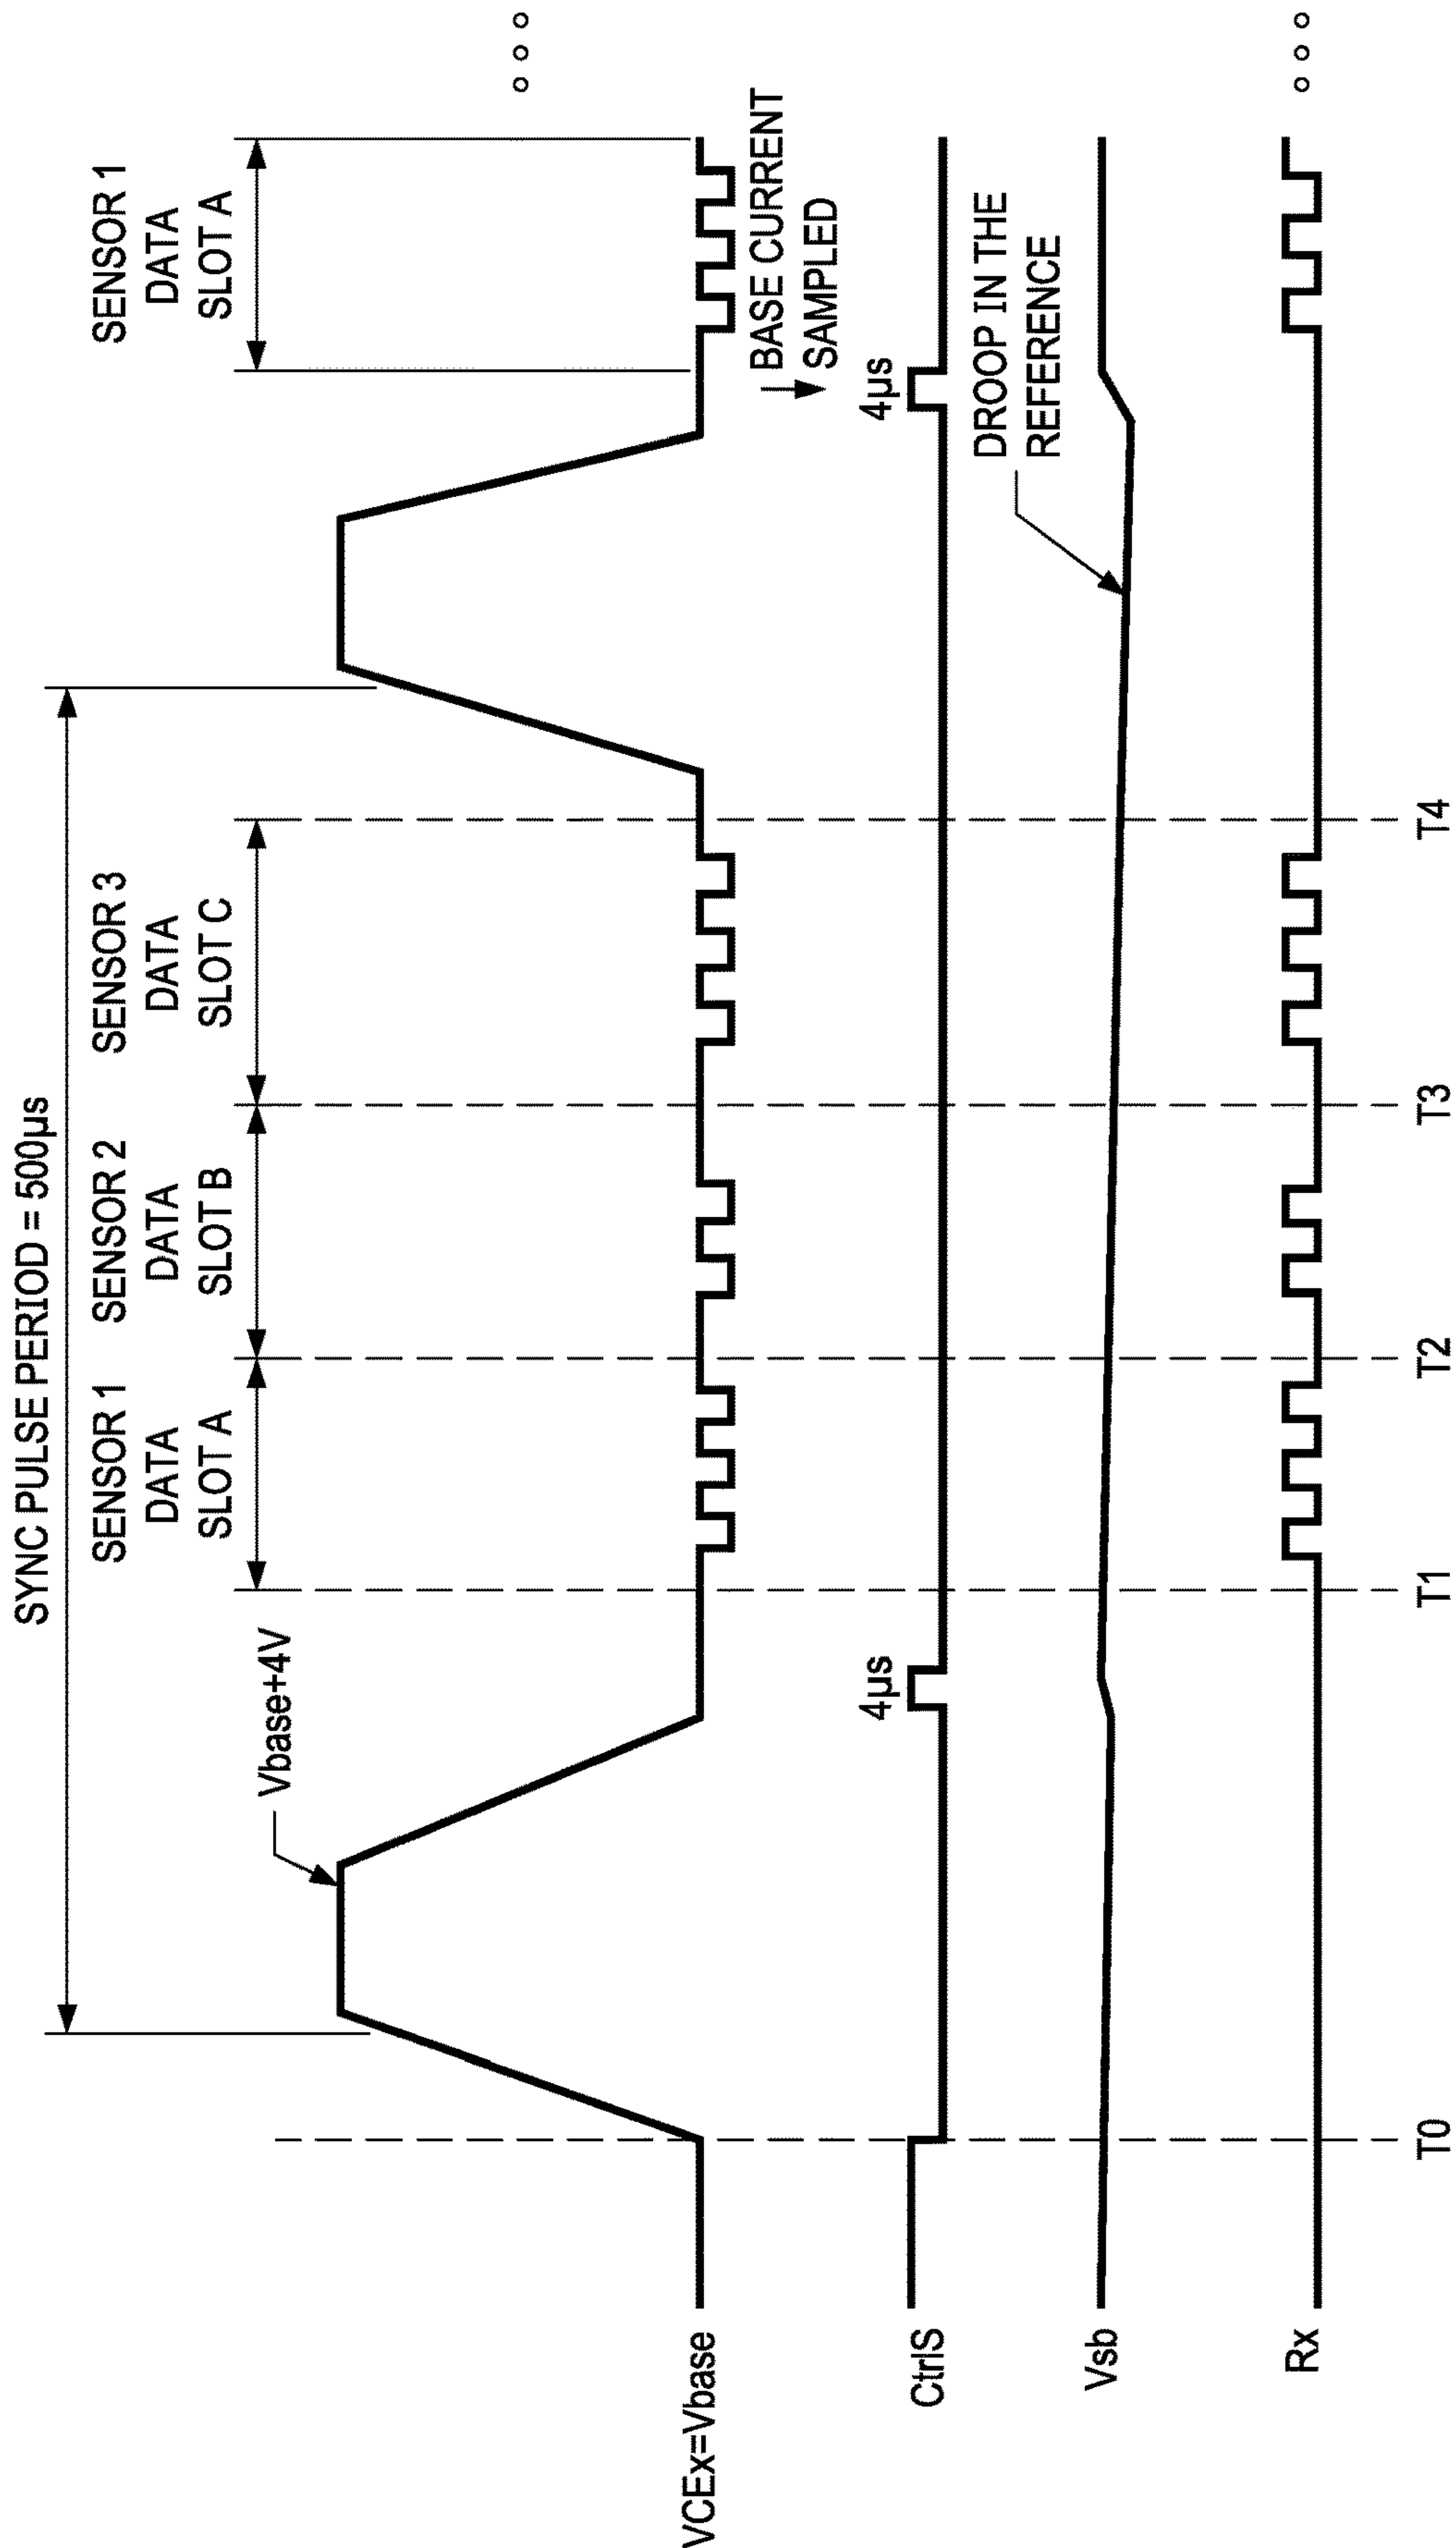 SYNC PULSE PERIOD = 500µs
SENSOR 1
DATA
SLOT A
SENSOR 2
DATA
SLOT B
SENSOR 3
DATA
SLOT C
SENSOR 1
DATA
SLOT A
Vbase+4V
VCEx=Vbase
BASE CURRENT
SAMPLED
CtrlS
4µs
4µs
Vsb
DROOP IN THE
REFERENCE
Rx
T0
T1
T2
T3
T4